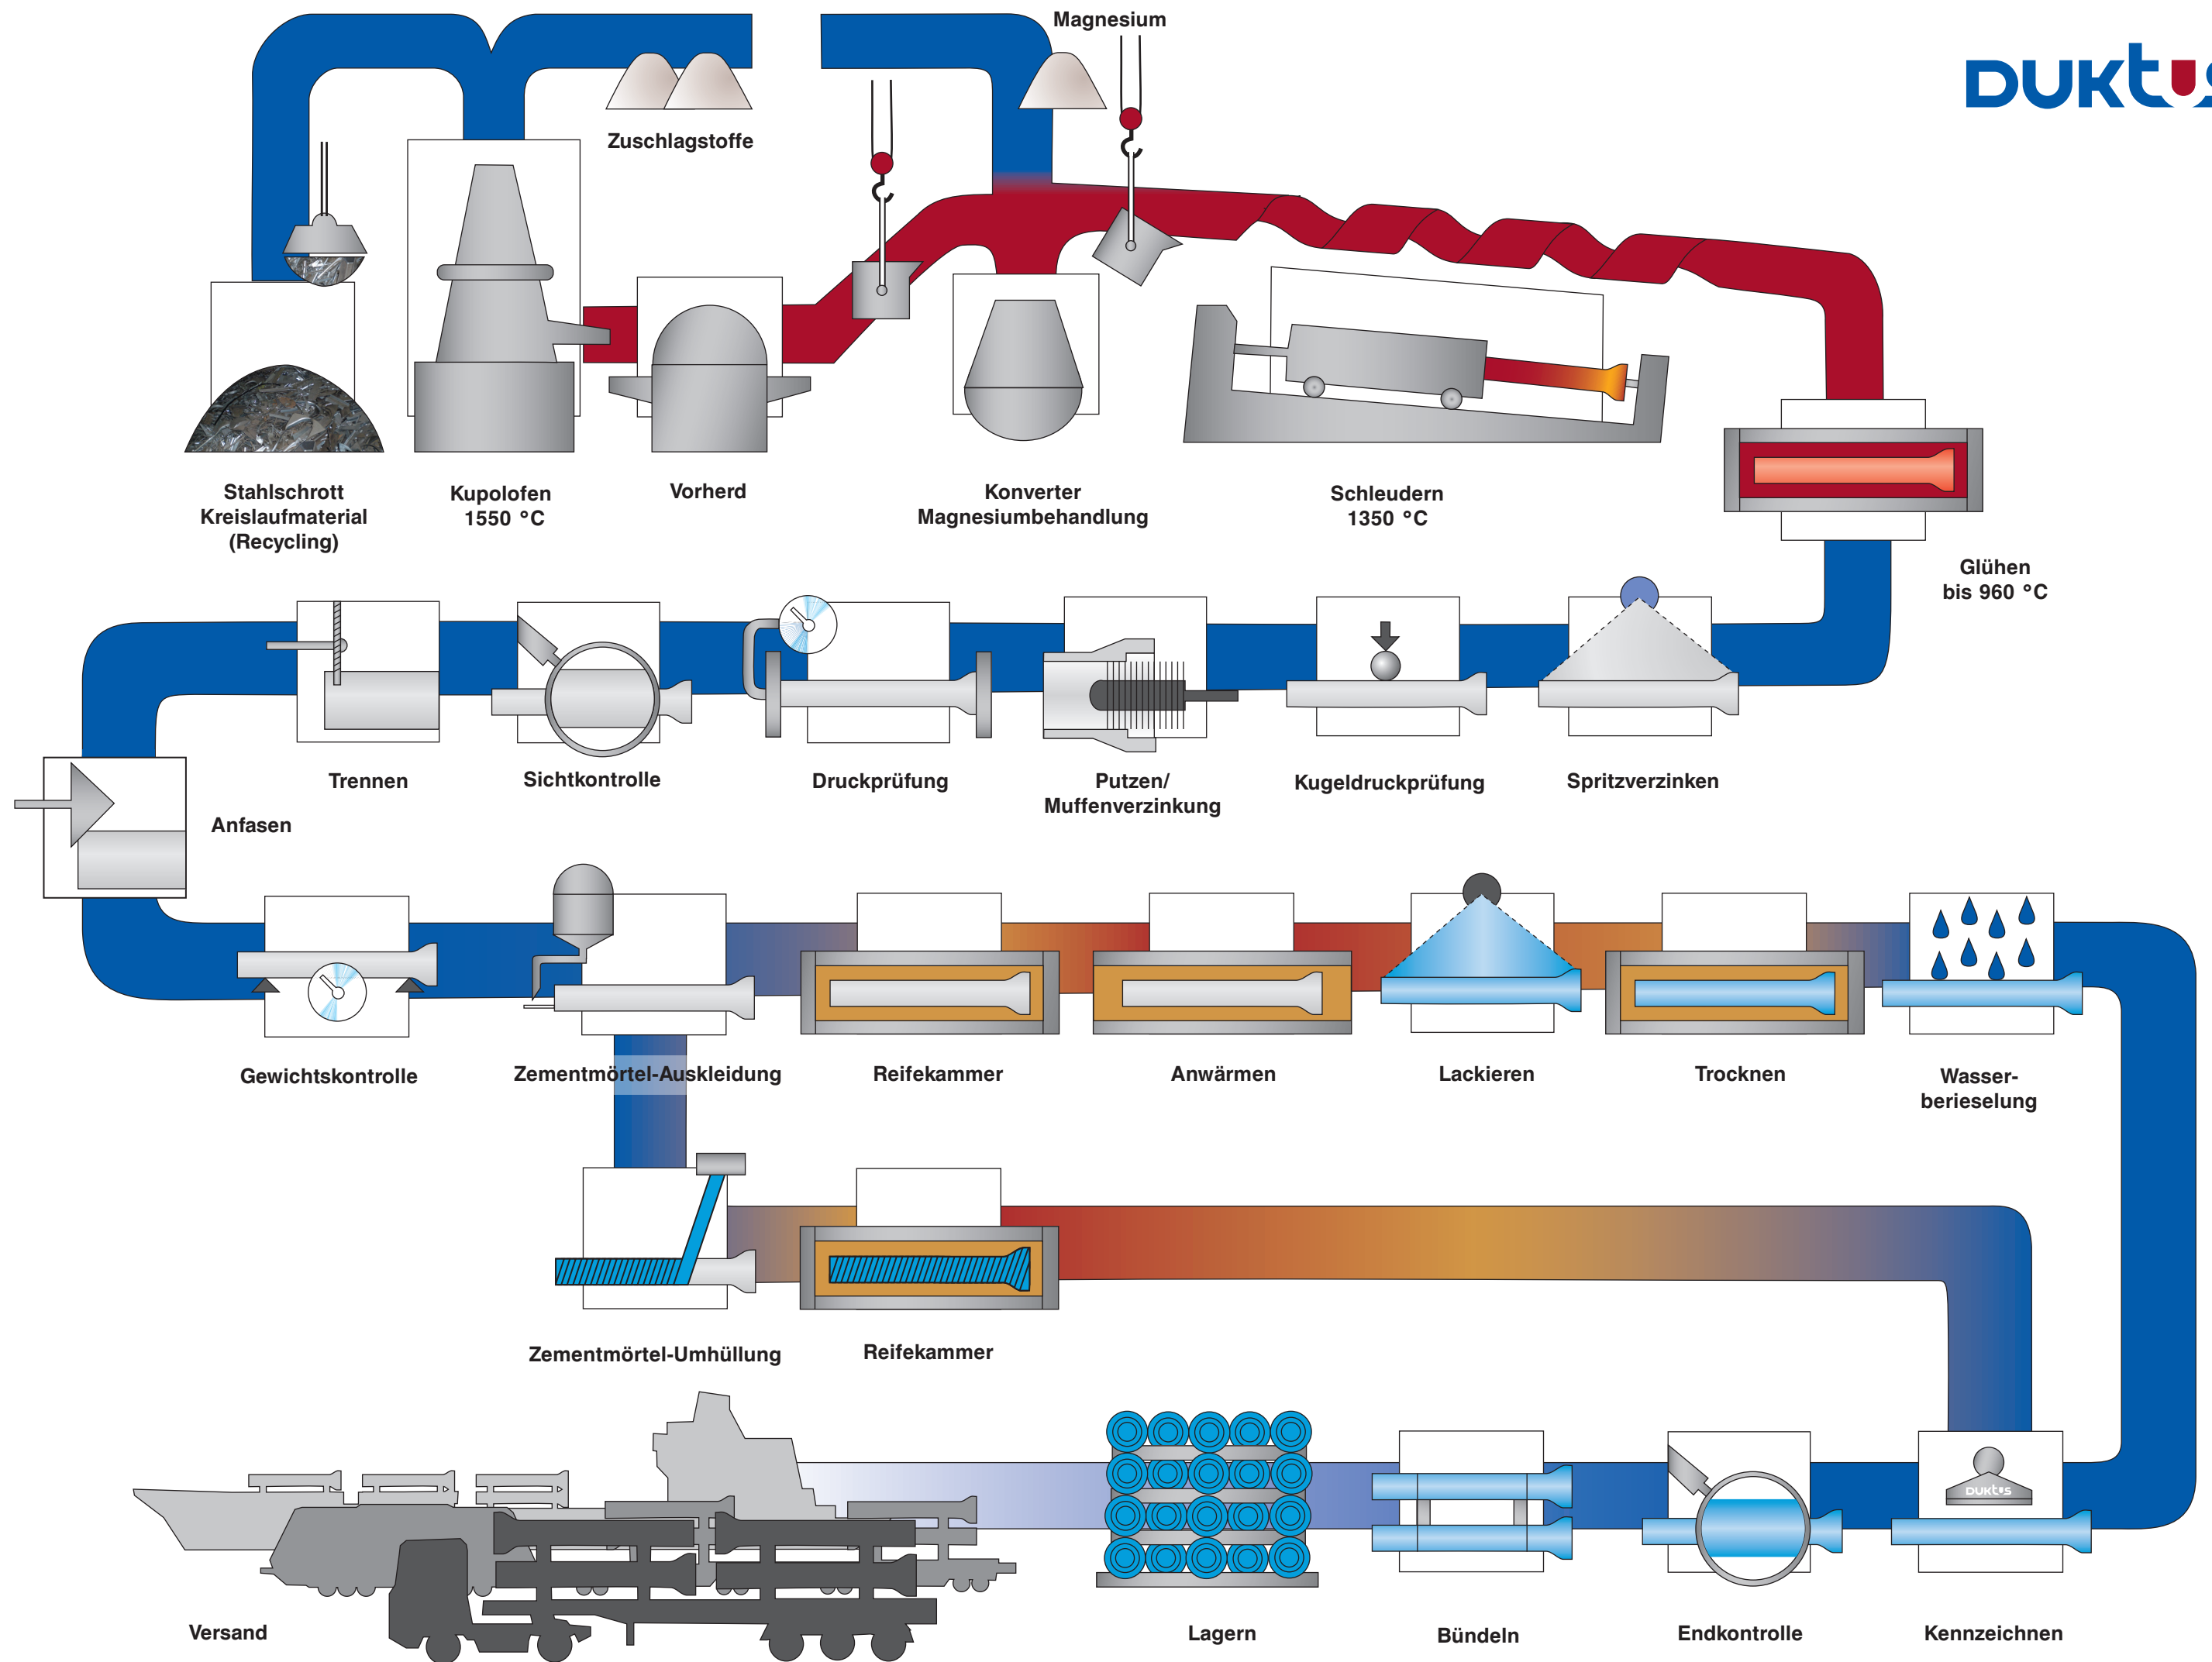 Magnesium
DUKtUS
Zuschlagstoffe
Stahlschrott
Kreislaufmaterial
(Recycling)
Kupolofen
1550 °C
Vorherd
Konverter
Magnesiumbehandlung
Schleudern
1350 °C
Glühen
bis 960 °C
Trennen
Sichtkontrolle
Druckprüfung
Putzen/
Muffenverzinkung
Kugeldruckprüfung
Spritzverzinken
Anfasen
Gewichtskontrolle
Zementmörtel-Auskleidung
Reifekammer
Anwärmen
Lackieren
Trocknen
Wasser-
berieselung
Zementmörtel-Umhüllung
Reifekammer
DUKtUS
Versand
Lagern
Bündeln
Endkontrolle
Kennzeichnen